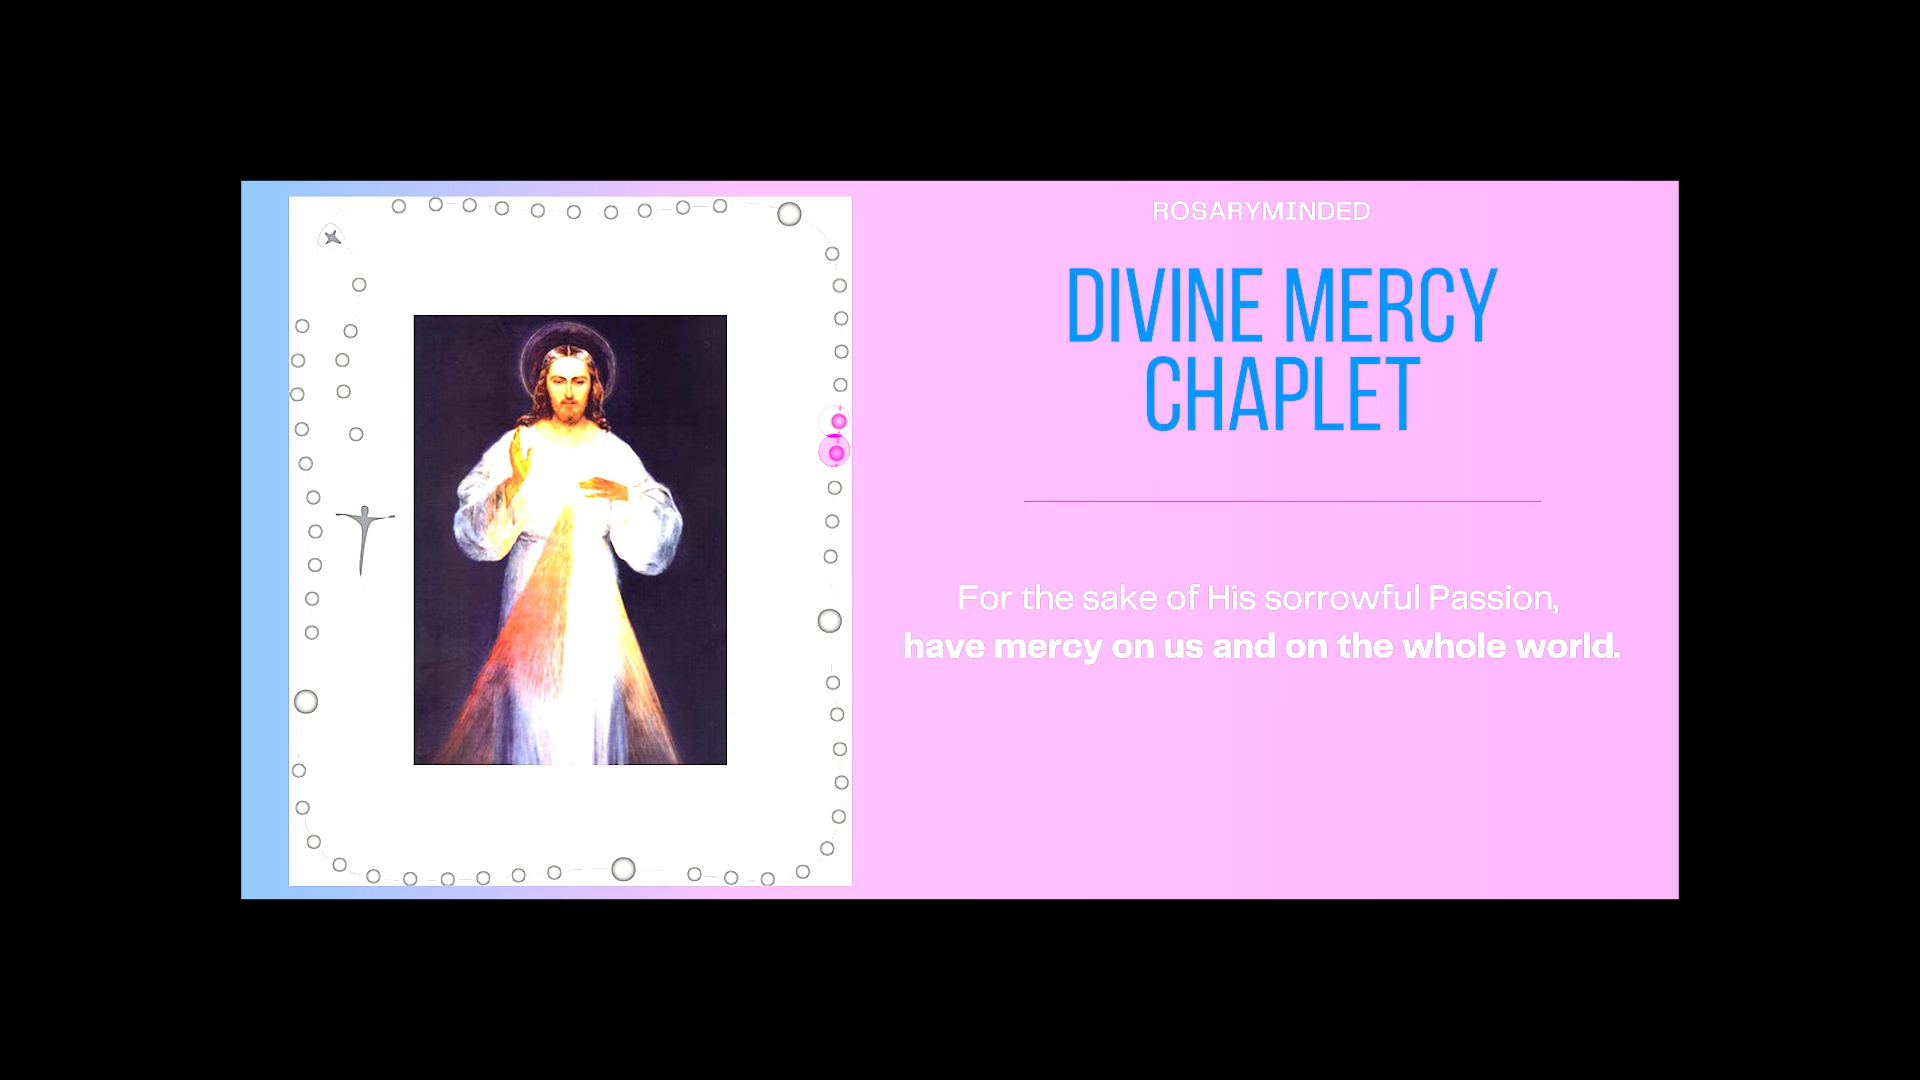 ROSARYMINDED
DIVINE MERCY
CHAPLET
For the sake of His sorrowful Passion,
have mercy on us and on the whole world.